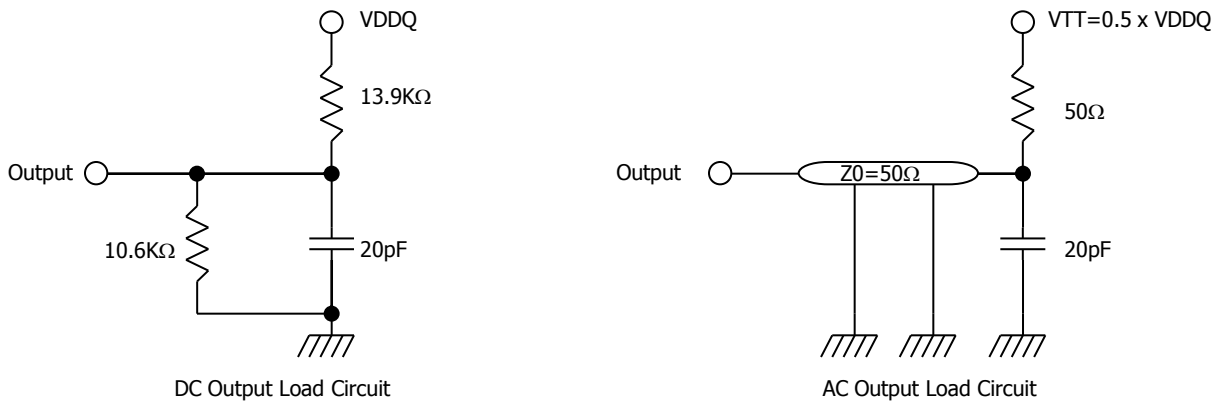 VDDQ
13.9KΩ
Output
10.6KΩ
20pF
DC Output Load Circuit
VTT=0.5 x VDDQ
50Ω
Output
Z0=50Ω
20pF
AC Output Load Circuit